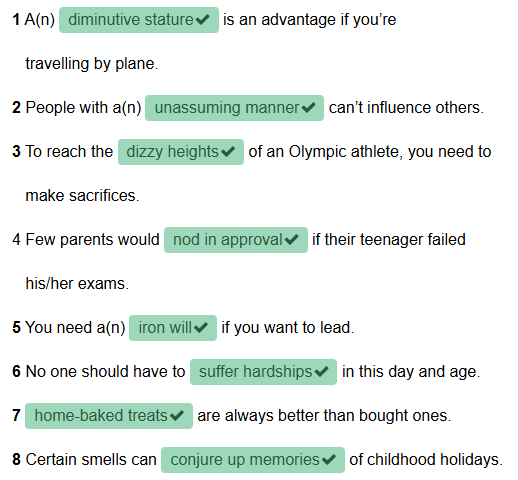 1 A(n) diminutive stature✔ is an advantage if you’re
travelling by plane.
2 People with a(n) unassuming manner✔ can’t influence others.
3 To reach the dizzy heights✔ of an Olympic athlete, you need to
make sacrifices.
4 Few parents would nod in approval✔ if their teenager failed
his/her exams.
5 You need a(n) iron will✔ if you want to lead.
6 No one should have to suffer hardships✔ in this day and age.
7 home-baked treats✔ are always better than bought ones.
8 Certain smells can conjure up memories✔ of childhood holidays.